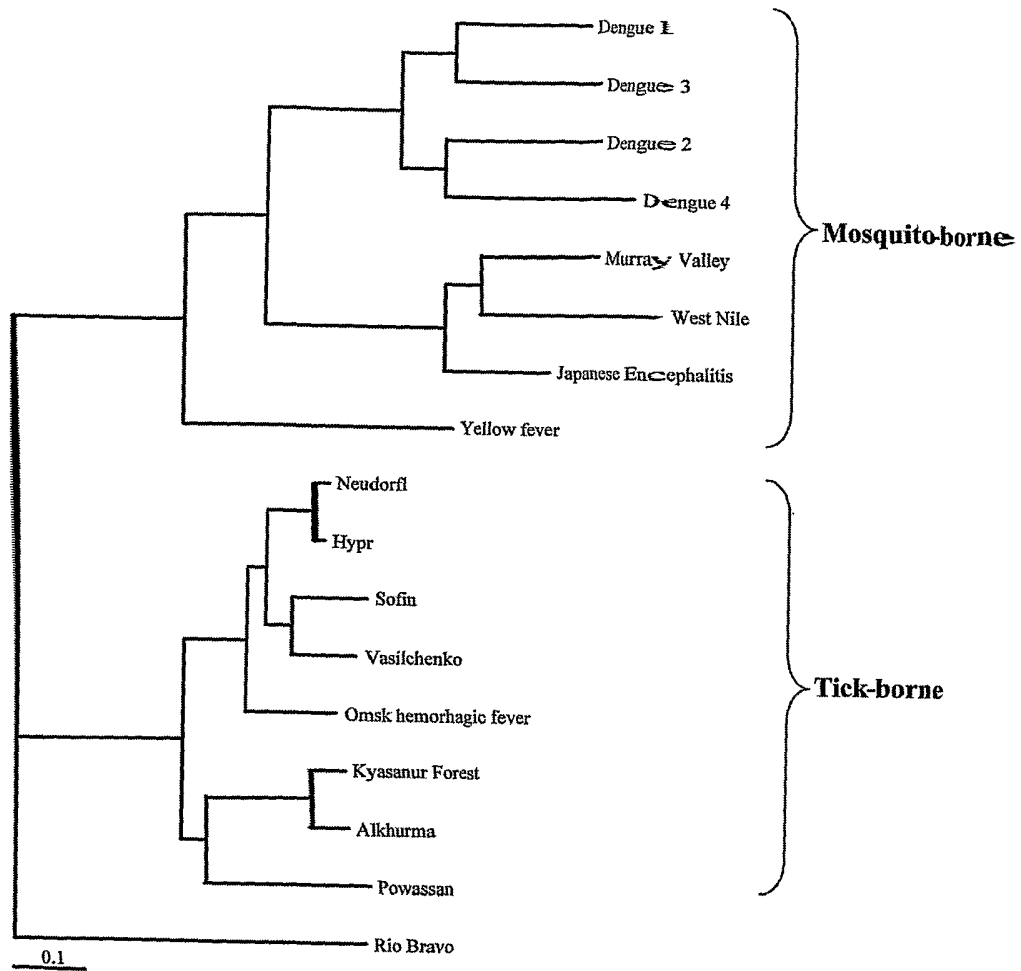 Dengue 1
Dengue 3
Dengue 2
Dengue 4
Mosquito-borne
Murray Valley
West Nile
Japanese Encephalitis
Yellow fever
Neudorfl
Hypr
Sofin
Vasilchenko
Tick-borne
Omsk hemorhagic fever
Kyasanur Forest
Alkhurma
Powassan
Rio Bravo
0.1